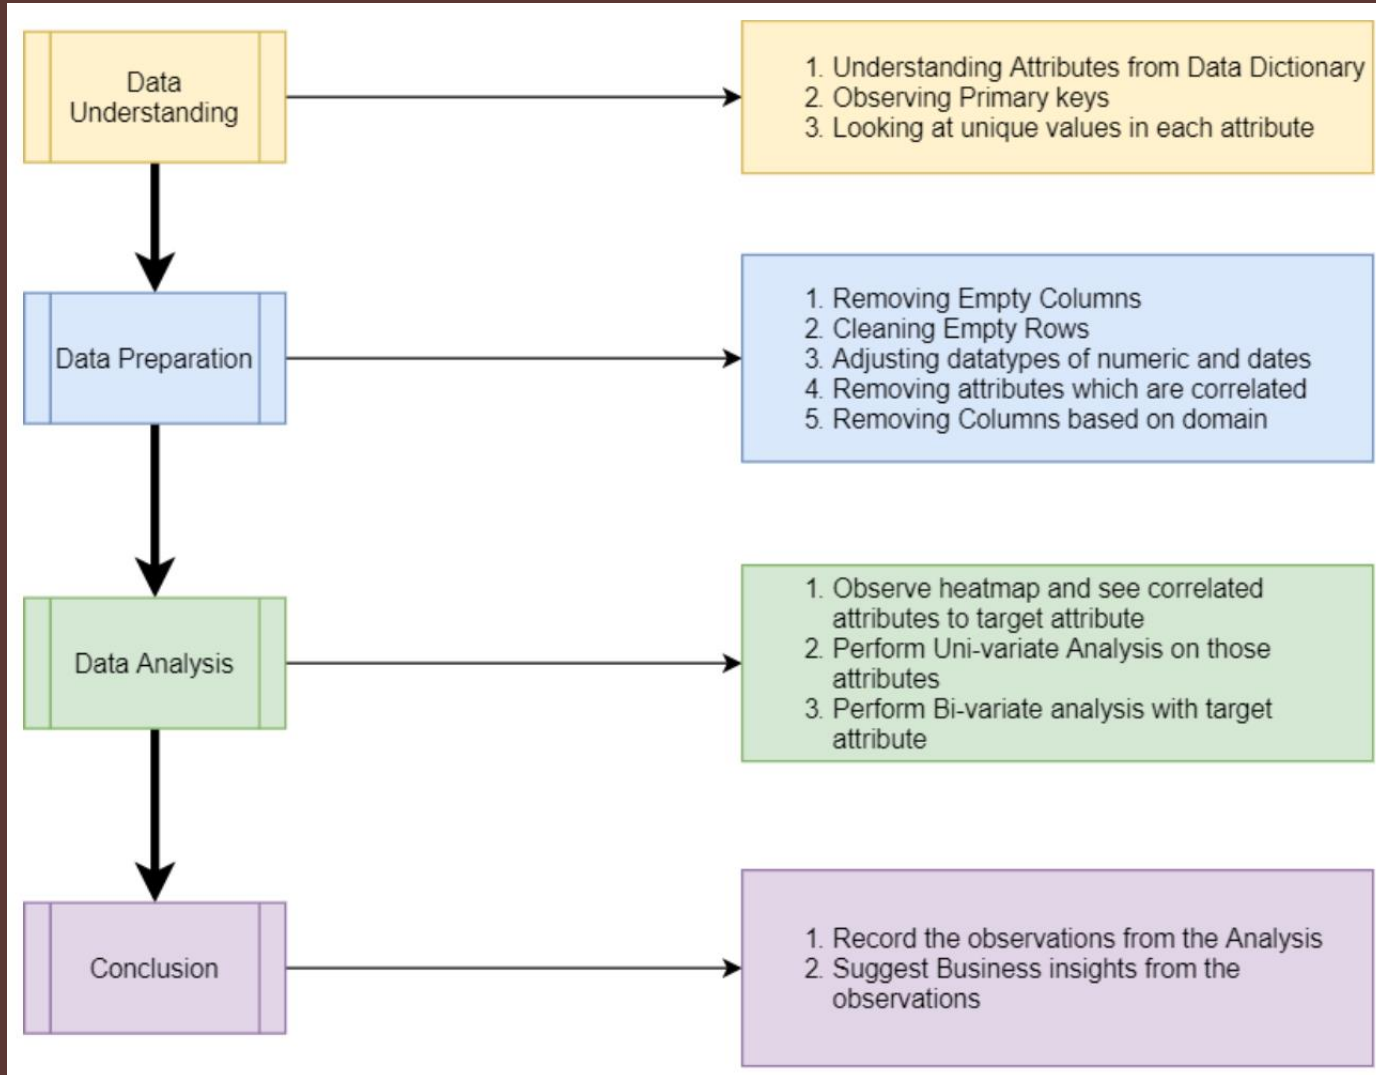 Data
Understanding
1. Understanding Attributes from Data Dictionary
2. Observing Primary keys
3. Looking at unique values in each attribute
Data Preparation
1. Removing Empty Columns
2. Cleaning Empty Rows
3. Adjusting datatypes of numeric and dates
4. Removing attributes which are correlated
5. Removing Columns based on domain
Data Analysis
1. Observe heatmap and see correlated
attributes to target attribute
2. Perform Uni-variate Analysis on those
attributes
3. Perform Bi-variate analysis with target
attribute
Conclusion
1. Record the observations from the Analysis
2. Suggest Business insights from the
observations